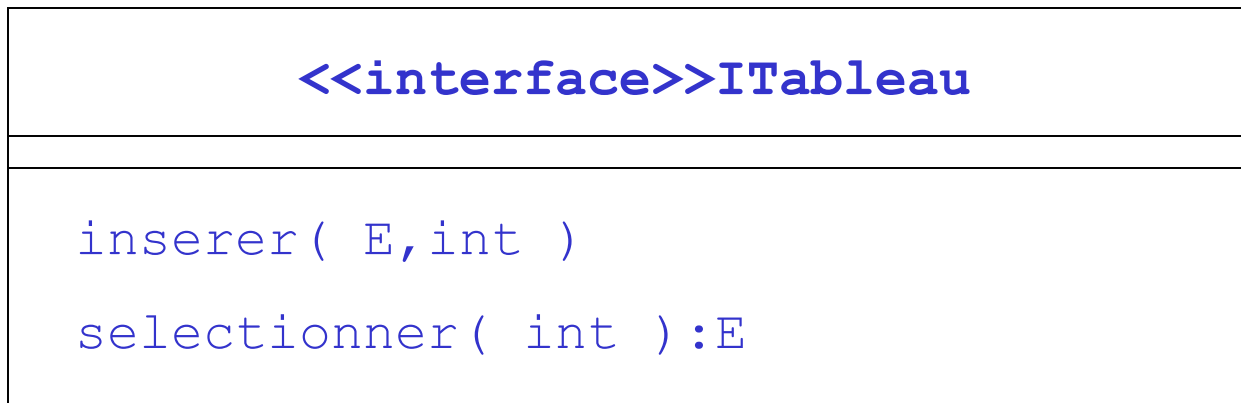 <<interface>>ITableau
inserer( E,int )
selectionner( int ):E